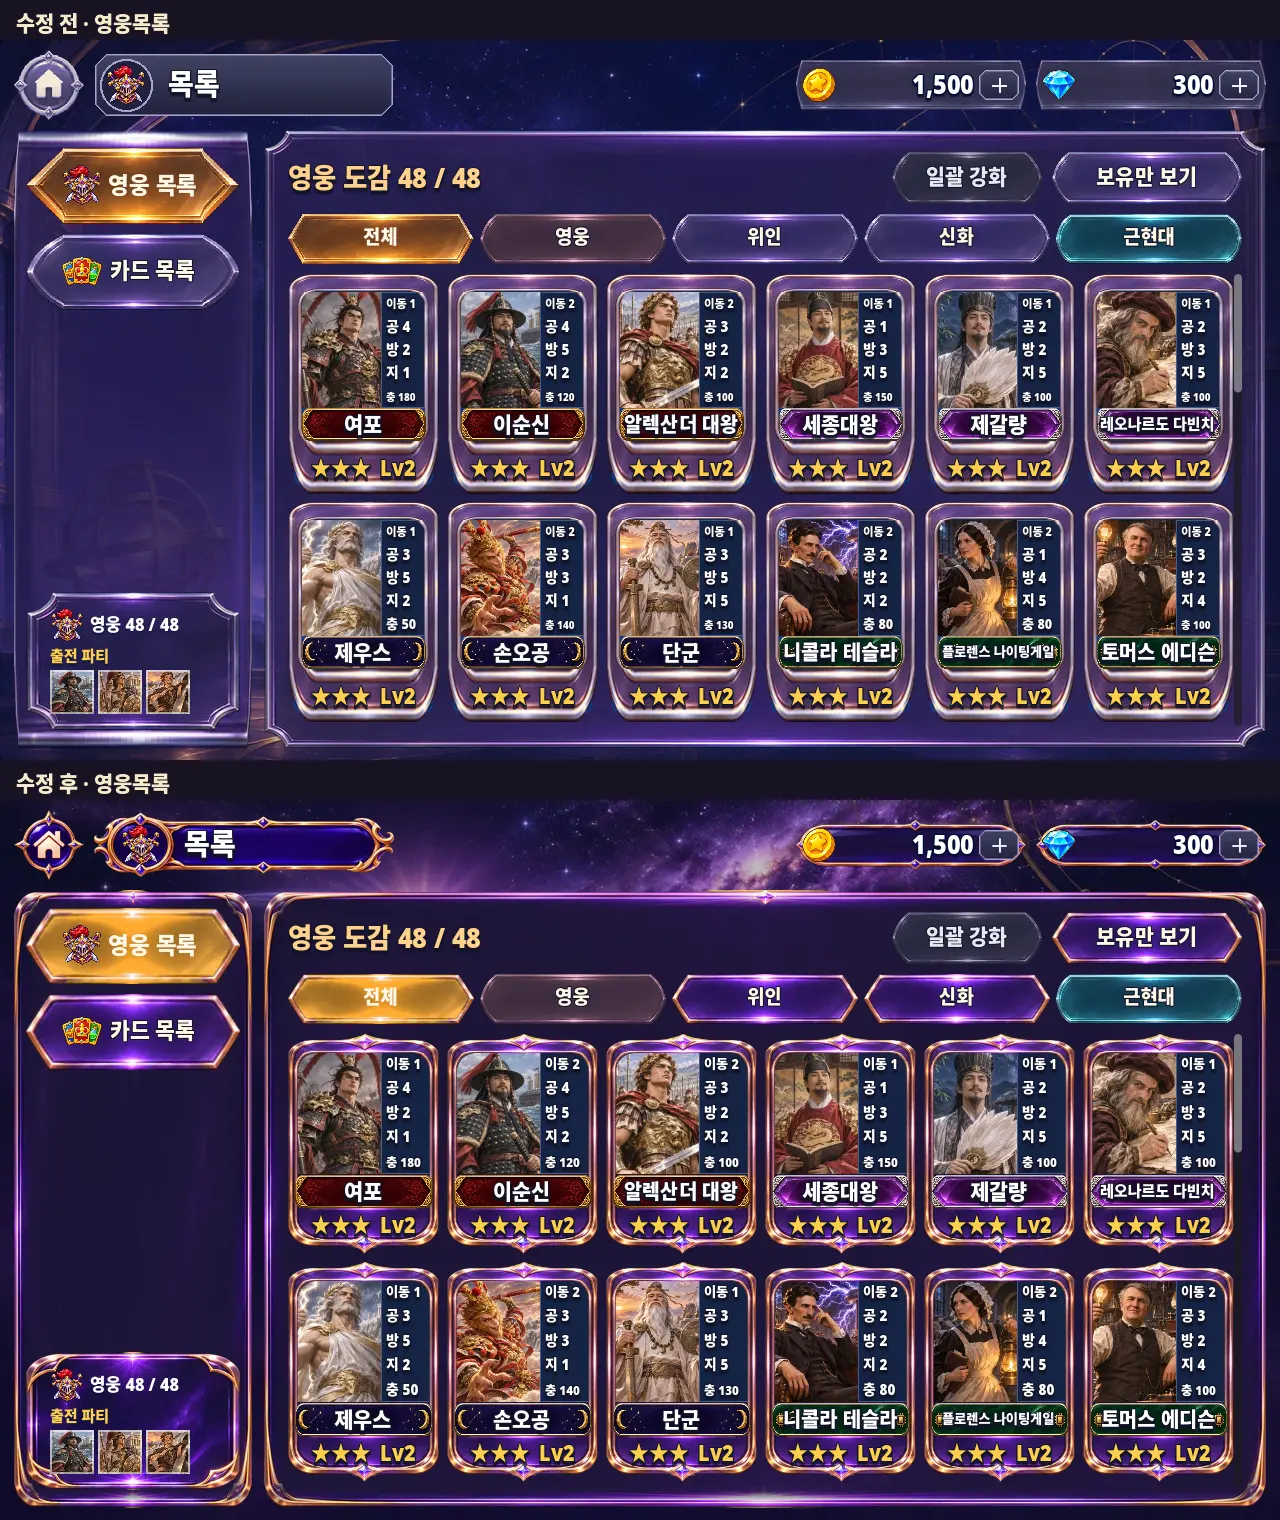 수정 전 · 영웅목록
목록
1,500 +
300 +
영웅 목록
카드 목록
영웅 48 / 48
출전 파티
영웅 도감 48 / 48
일괄 강화
보유만 보기
전체
영웅
위인
신화
근현대
이동 1
공 4
방 2
지 1
충 180
여포
★★★ Lv2
이동 2
공 4
방 5
지 2
충 120
이순신
★★★ Lv2
이동 2
공 3
방 2
지 2
충 100
알렉산더 대왕
★★★ Lv2
이동 1
공 1
방 3
지 5
충 150
세종대왕
★★★ Lv2
이동 1
공 2
방 2
지 5
충 100
제갈량
★★★ Lv2
이동 1
공 2
방 3
지 5
충 100
레오나르도 다빈치
★★★ Lv2
이동 1
공 3
방 5
지 2
충 50
제우스
★★★ Lv2
이동 2
공 3
방 3
지 1
충 140
손오공
★★★ Lv2
이동 1
공 3
방 5
지 5
충 130
단군
★★★ Lv2
이동 2
공 2
방 2
지 2
충 80
니콜라 테슬라
★★★ Lv2
이동 2
공 1
방 4
지 5
충 80
플로렌스 나이팅게일
★★★ Lv2
이동 2
공 3
방 2
지 4
충 100
토머스 에디슨
★★★ Lv2
수정 후 · 영웅목록
목록
1,500 +
300 +
영웅 목록
카드 목록
영웅 48 / 48
출전 파티
영웅 도감 48 / 48
일괄 강화
보유만 보기
전체
영웅
위인
신화
근현대
이동 1
공 4
방 2
지 1
충 180
여포
★★★ Lv2
이동 2
공 4
방 5
지 2
충 120
이순신
★★★ Lv2
이동 2
공 3
방 2
지 2
충 100
알렉산더 대왕
★★★ Lv2
이동 1
공 1
방 3
지 5
충 150
세종대왕
★★★ Lv2
이동 1
공 2
방 2
지 5
충 100
제갈량
★★★ Lv2
이동 1
공 2
방 3
지 5
충 100
레오나르도 다빈치
★★★ Lv2
이동 1
공 3
방 5
지 2
충 50
제우스
★★★ Lv2
이동 2
공 3
방 3
지 1
충 140
손오공
★★★ Lv2
이동 1
공 3
방 5
지 5
충 130
단군
★★★ Lv2
이동 2
공 2
방 2
지 2
충 80
니콜라 테슬라
★★★ Lv2
이동 2
공 1
방 4
지 5
충 80
플로렌스 나이팅게일
★★★ Lv2
이동 2
공 3
방 2
지 4
충 100
토머스 에디슨
★★★ Lv2